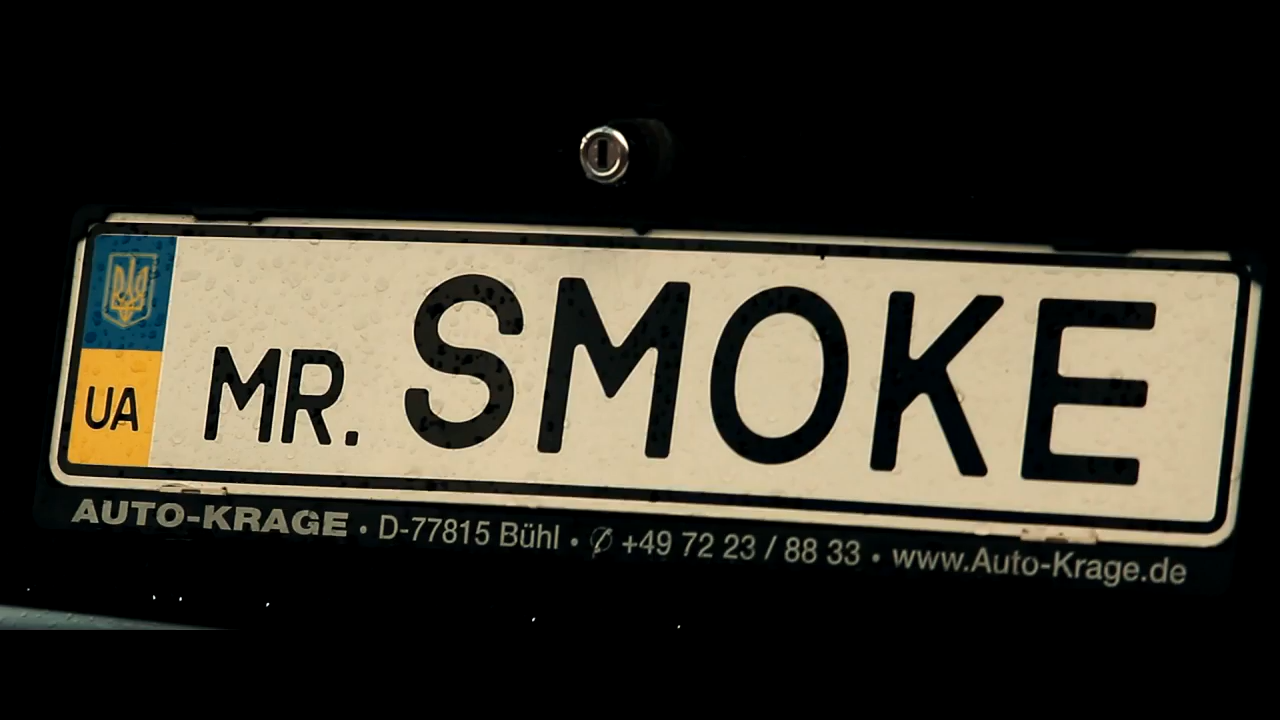 UA MR. SMOKE
AUTO-KRAGE • D-77815 Bühl • ✆ +49 72 23 / 88 33 • www.Auto-Krage.de